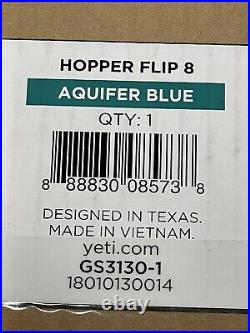 HOPPER FLIP 8
AQUIFER BLUE
QTY: 1
8 88830 08573 8
DESIGNED IN TEXAS.
MADE IN VIETNAM.
yeti.com
GS3130-1
18010130014